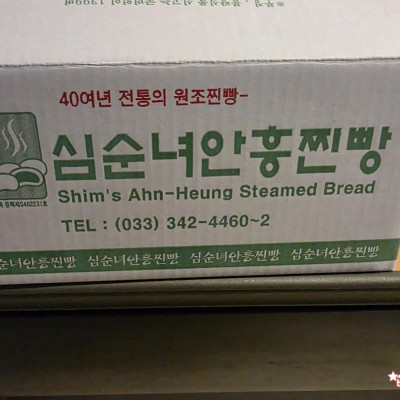 40여년 전통의 원조찐빵-
심순녀안흥찐빵
Shim's Ahn-Heung Steamed Bread
TEL : (033) 342-4460~2
심순녀안흥찐빵 심순녀안흥찐빵 심순녀안흥찐빵 심순녀안흥찐빵